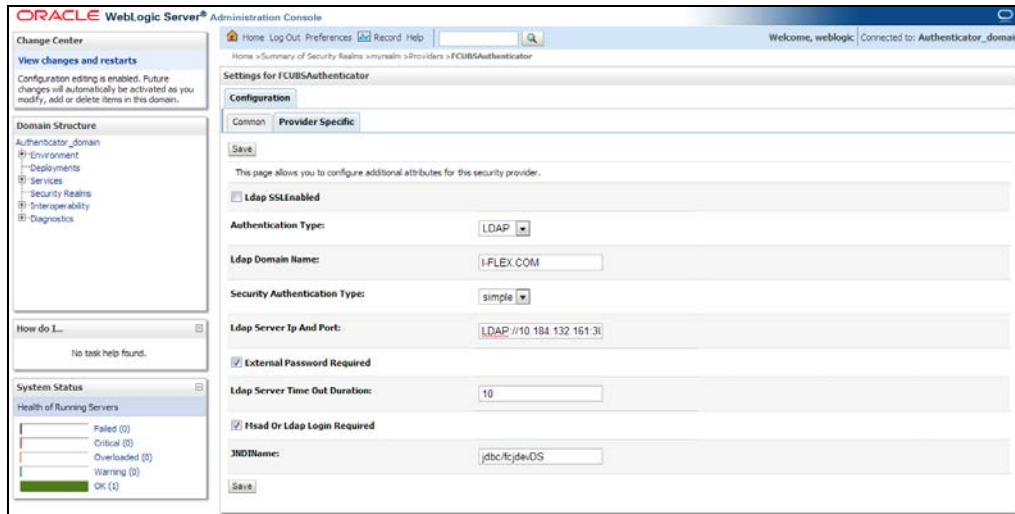 ORACLE WebLogic Server® Administration Console
Change Center
View changes and restarts
Configuration editing is enabled. Future
changes will automatically be activated as you
modify, add or delete items in this domain.
Domain Structure
Authenticator_domain
Environment
Deployments
Services
Security Realms
Interoperability
Diagnostics
How do I...
No task help found.
System Status
Health of Running Servers
Failed (0)
Critical (0)
Overloaded (0)
Warning (0)
OK (1)
Home Log Out Preferences Record Help
Welcome, weblogic Connected to: Authenticator_domai
Home >Summary of Security Realms >myrealm >Providers >FCUBSAuthenticator
Settings for FCUBSAuthenticator
Configuration
Common Provider Specific
Save
This page allows you to configure additional attributes for this security provider.
Ldap SSLEnabled
Authentication Type: LDAP
Ldap Domain Name: I-FLEX.COM
Security Authentication Type: simple
Ldap Server Ip And Port: LDAP://10.184.132.161:3
External Password Required
Ldap Server Time Out Duration: 10
Msad Or Ldap Login Required
JNDIName: jdbc/fcjdevDS
Save